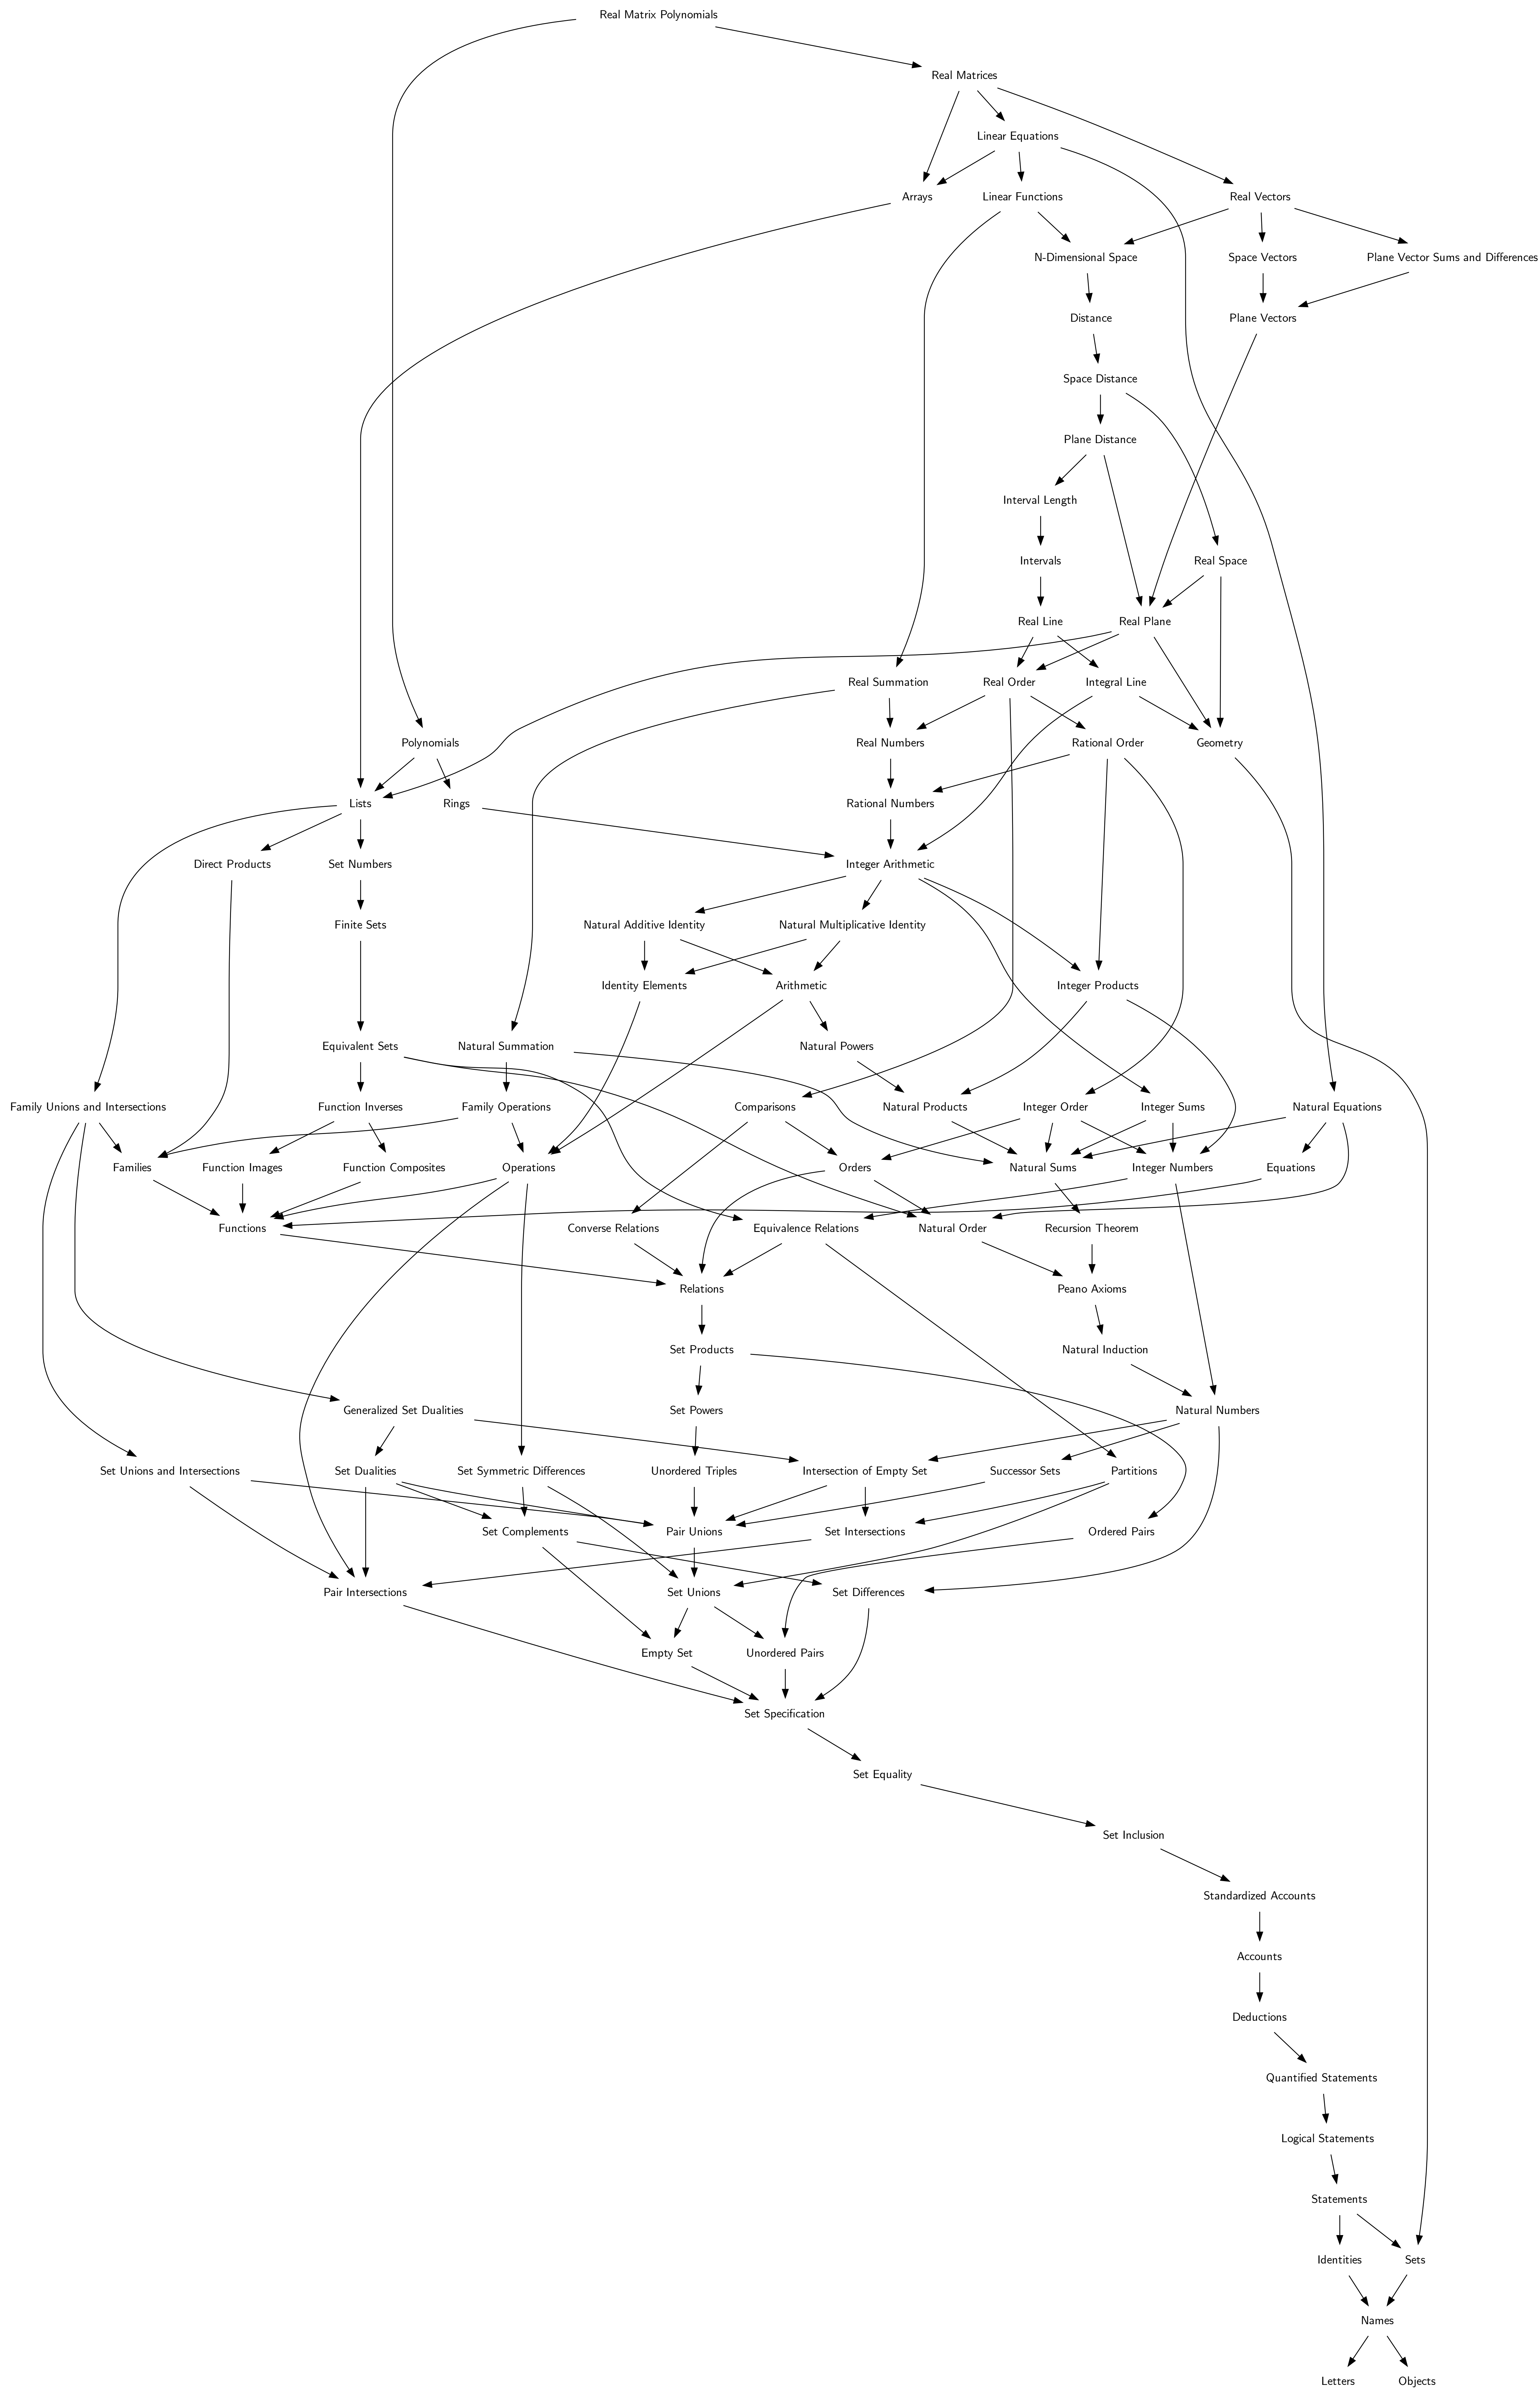 Real Matrix Polynomials
Real Matrices
Linear Equations
Arrays
Linear Functions
Real Vectors
N-Dimensional Space
Space Vectors
Plane Vector Sums and Differences
Distance
Plane Vectors
Space Distance
Plane Distance
Interval Length
Intervals
Real Space
Real Line
Real Plane
Real Summation
Real Order
Integral Line
Polynomials
Real Numbers
Rational Order
Geometry
Lists
Rings
Rational Numbers
Direct Products
Set Numbers
Integer Arithmetic
Finite Sets
Natural Additive Identity
Natural Multiplicative Identity
Identity Elements
Arithmetic
Integer Products
Equivalent Sets
Natural Summation
Natural Powers
Family Unions and Intersections
Function Inverses
Family Operations
Comparisons
Natural Products
Integer Order
Integer Sums
Natural Equations
Families
Function Images
Function Composites
Operations
Orders
Natural Sums
Integer Numbers
Equations
Functions
Converse Relations
Equivalence Relations
Natural Order
Recursion Theorem
Relations
Peano Axioms
Set Products
Natural Induction
Generalized Set Dualities
Set Powers
Natural Numbers
Set Unions and Intersections
Set Dualities
Set Symmetric Differences
Unordered Triples
Intersection of Empty Set
Successor Sets
Partitions
Set Complements
Pair Unions
Set Intersections
Ordered Pairs
Pair Intersections
Set Unions
Set Differences
Empty Set
Unordered Pairs
Set Specification
Set Equality
Set Inclusion
Standardized Accounts
Accounts
Deductions
Quantified Statements
Logical Statements
Statements
Identities
Sets
Names
Letters
Objects